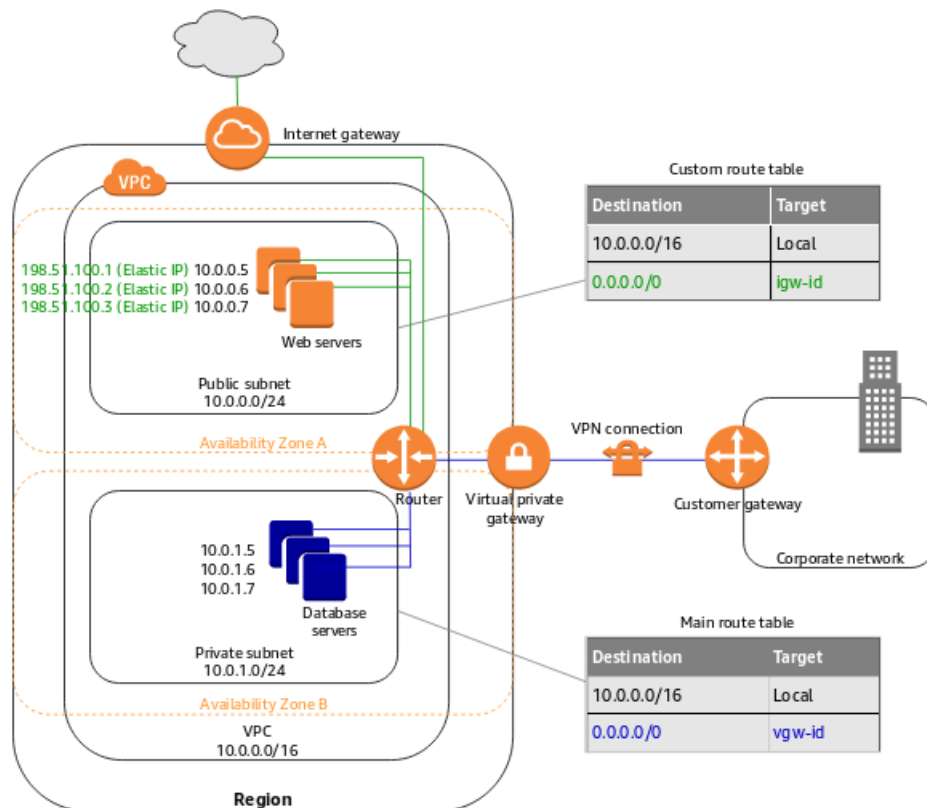 Internet gateway
VPC
Custom route table
Destination Target
10.0.0.0/16 Local
0.0.0.0/0 igw-id
198.51.100.1 (Elastic IP) 10.0.0.5
198.51.100.2 (Elastic IP) 10.0.0.6
198.51.100.3 (Elastic IP) 10.0.0.7
Web servers
Public subnet
10.0.0.0/24
Availability Zone A
Router
Virtual private
gateway
VPN connection
Customer gateway
Corporate network
10.0.1.5
10.0.1.6
10.0.1.7
Database
servers
Private subnet
10.0.1.0/24
Availability Zone B
Main route table
Destination Target
10.0.0.0/16 Local
0.0.0.0/0 vgw-id
VPC
10.0.0.0/16
Region